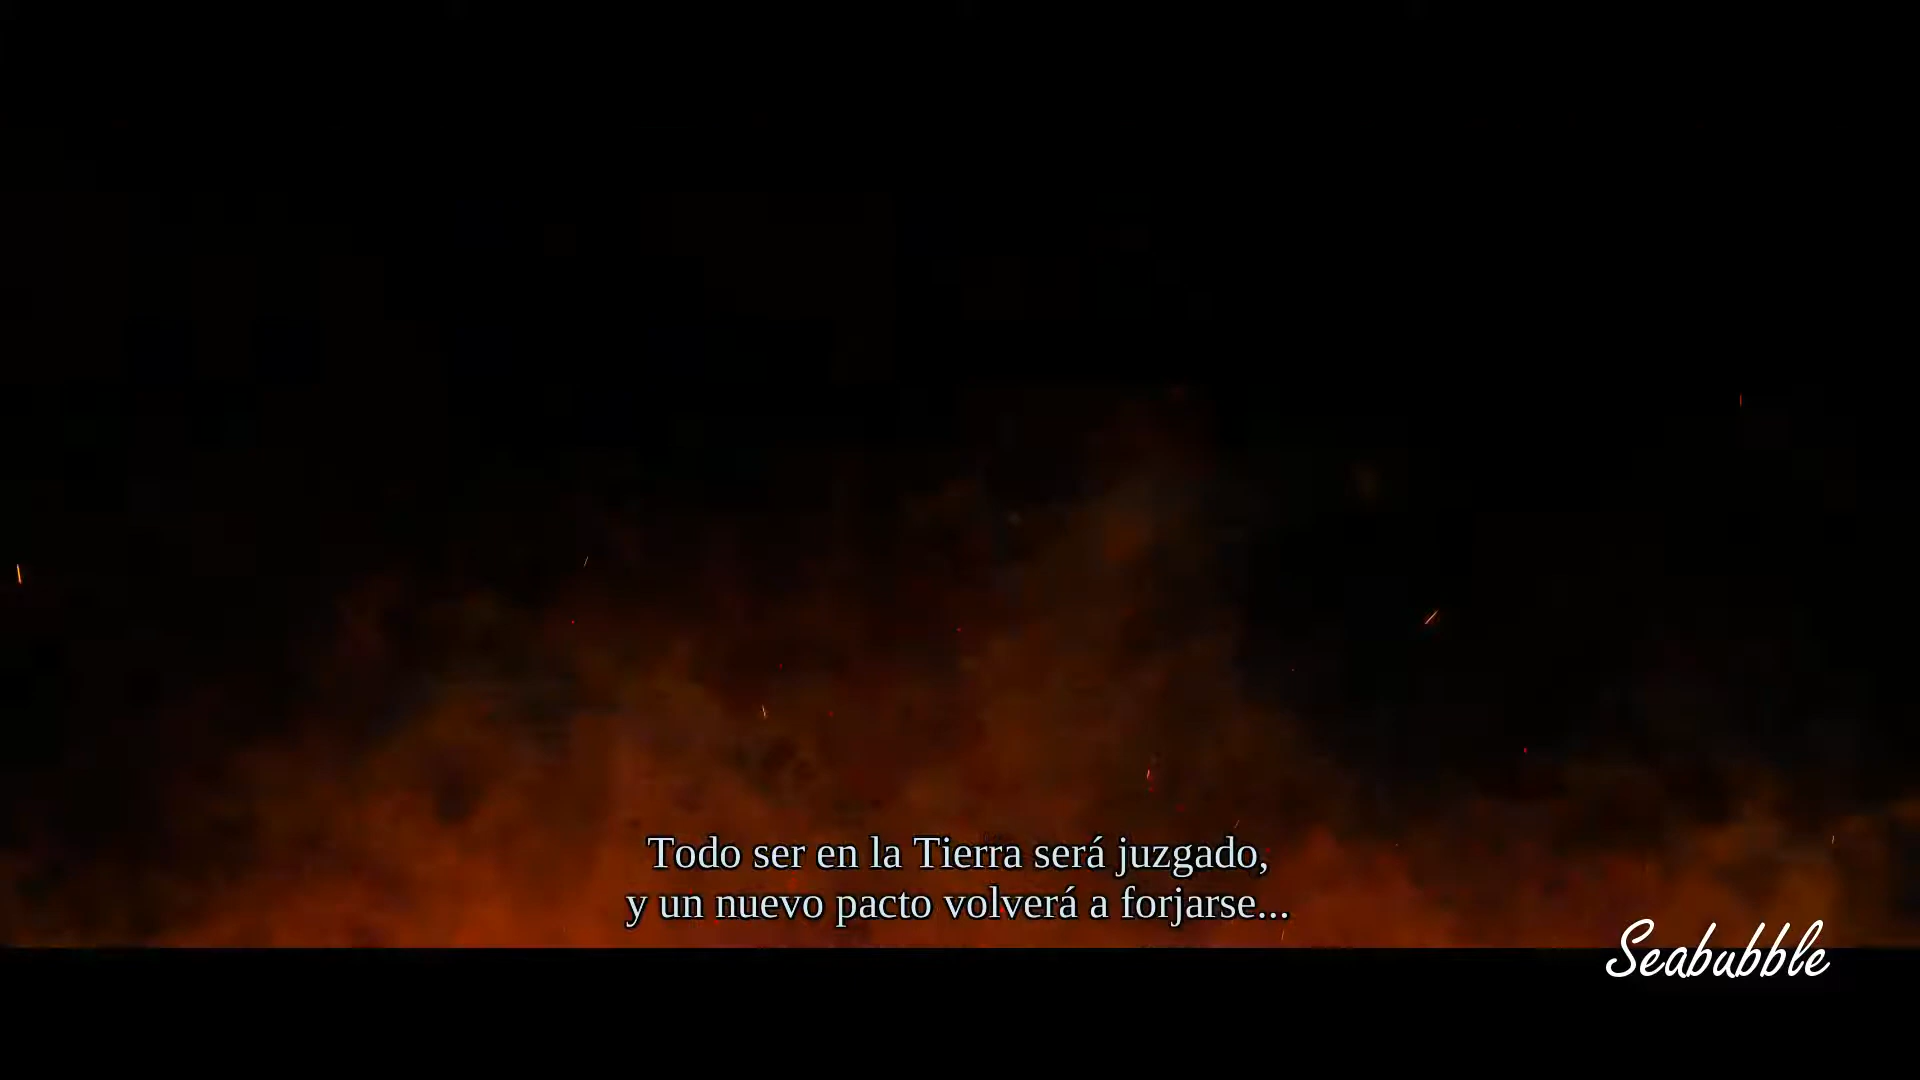 Todo ser en la Tierra será juzgado,
y un nuevo pacto volverá a forjarse...
Seabubble